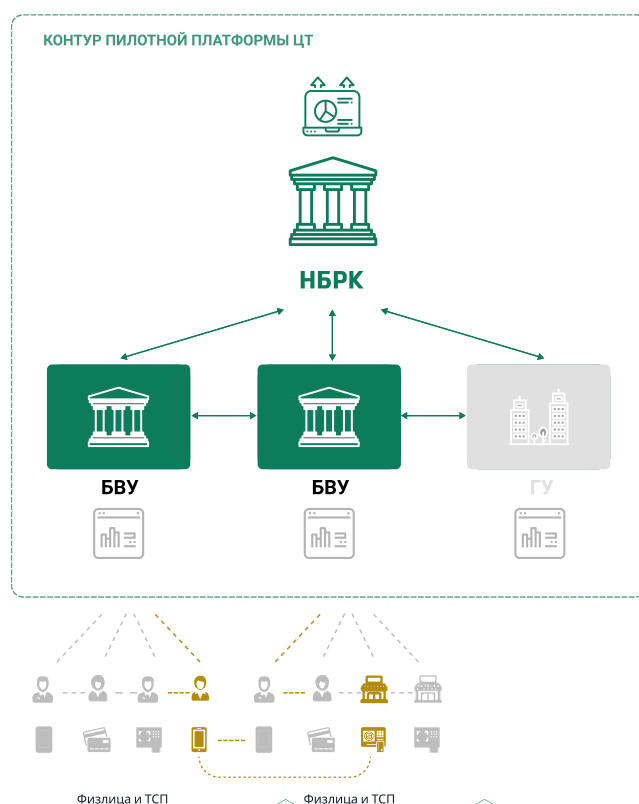 КОНТУР ПИЛОТНОЙ ПЛАТФОРМЫ ЦТ
НБРК
БВУ БВУ ГУ
Физлица и ТСП Физлица и ТСП